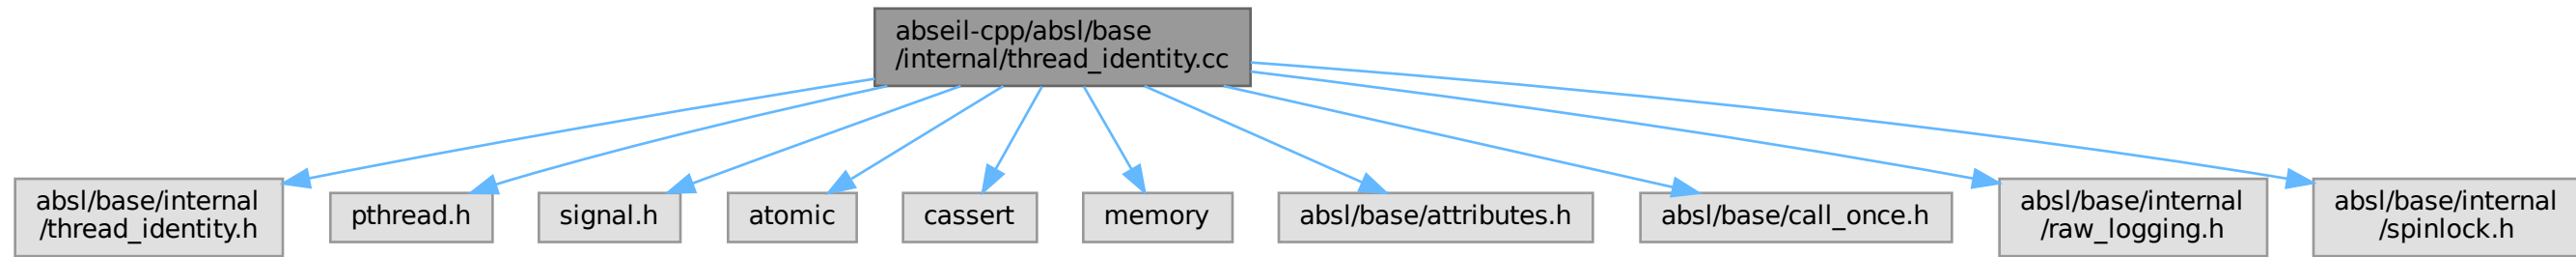 abseil-cpp/absl/base
/internal/thread_identity.cc
absl/base/internal
/thread_identity.h
pthread.h
signal.h
atomic
cassert
memory
absl/base/attributes.h
absl/base/call_once.h
absl/base/internal
/raw_logging.h
absl/base/internal
/spinlock.h